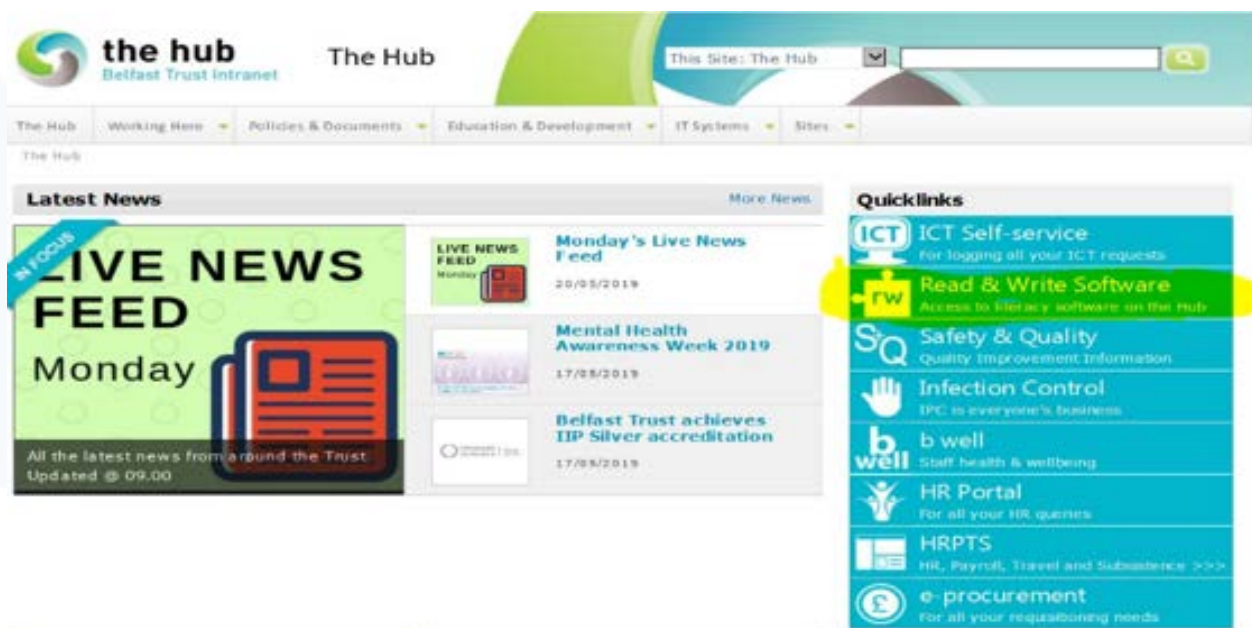 the hub
Belfast Trust Intranet
The Hub
This Site: The Hub
The Hub Working Here Policies & Documents Education & Development IT Systems Sites
The Hub
Latest News
More News
IN FOCUS
LIVE NEWS
FEED
Monday
All the latest news from around the Trust
Updated @ 09.00
LIVE NEWS
FEED
Monday
Monday's Live News
Feed
20/05/2019
Mental Health
Awareness Week 2019
17/05/2019
Belfast Trust achieves
IIP Silver accreditation
17/05/2019
Quicklinks
ICT
ICT Self-service
For logging all your ICT requests
rw
Read & Write Software
Access to literacy software on the Hub
SQ
Safety & Quality
Quality Improvement Information
Infection Control
IPC is everyone's business
b
well
b well
Staff health & wellbeing
HR Portal
For all your HR queries
HRPTS
HR, Payroll, Travel and Subsistence >>>
£
e-procurement
For all your requisitioning needs